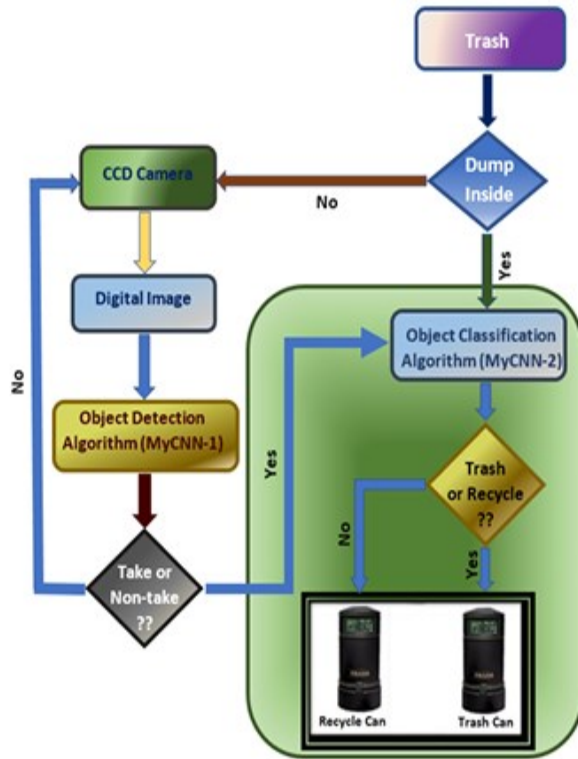 Trash
Dump
Inside
No
Yes
CCD Camera
Digital Image
Object Detection
Algorithm (MyCNN-1)
Take or
Non-take
??
No
Yes
Object Classification
Algorithm (MyCNN-2)
Trash
or Recycle
??
No
Yes
Recycle Can
Trash Can